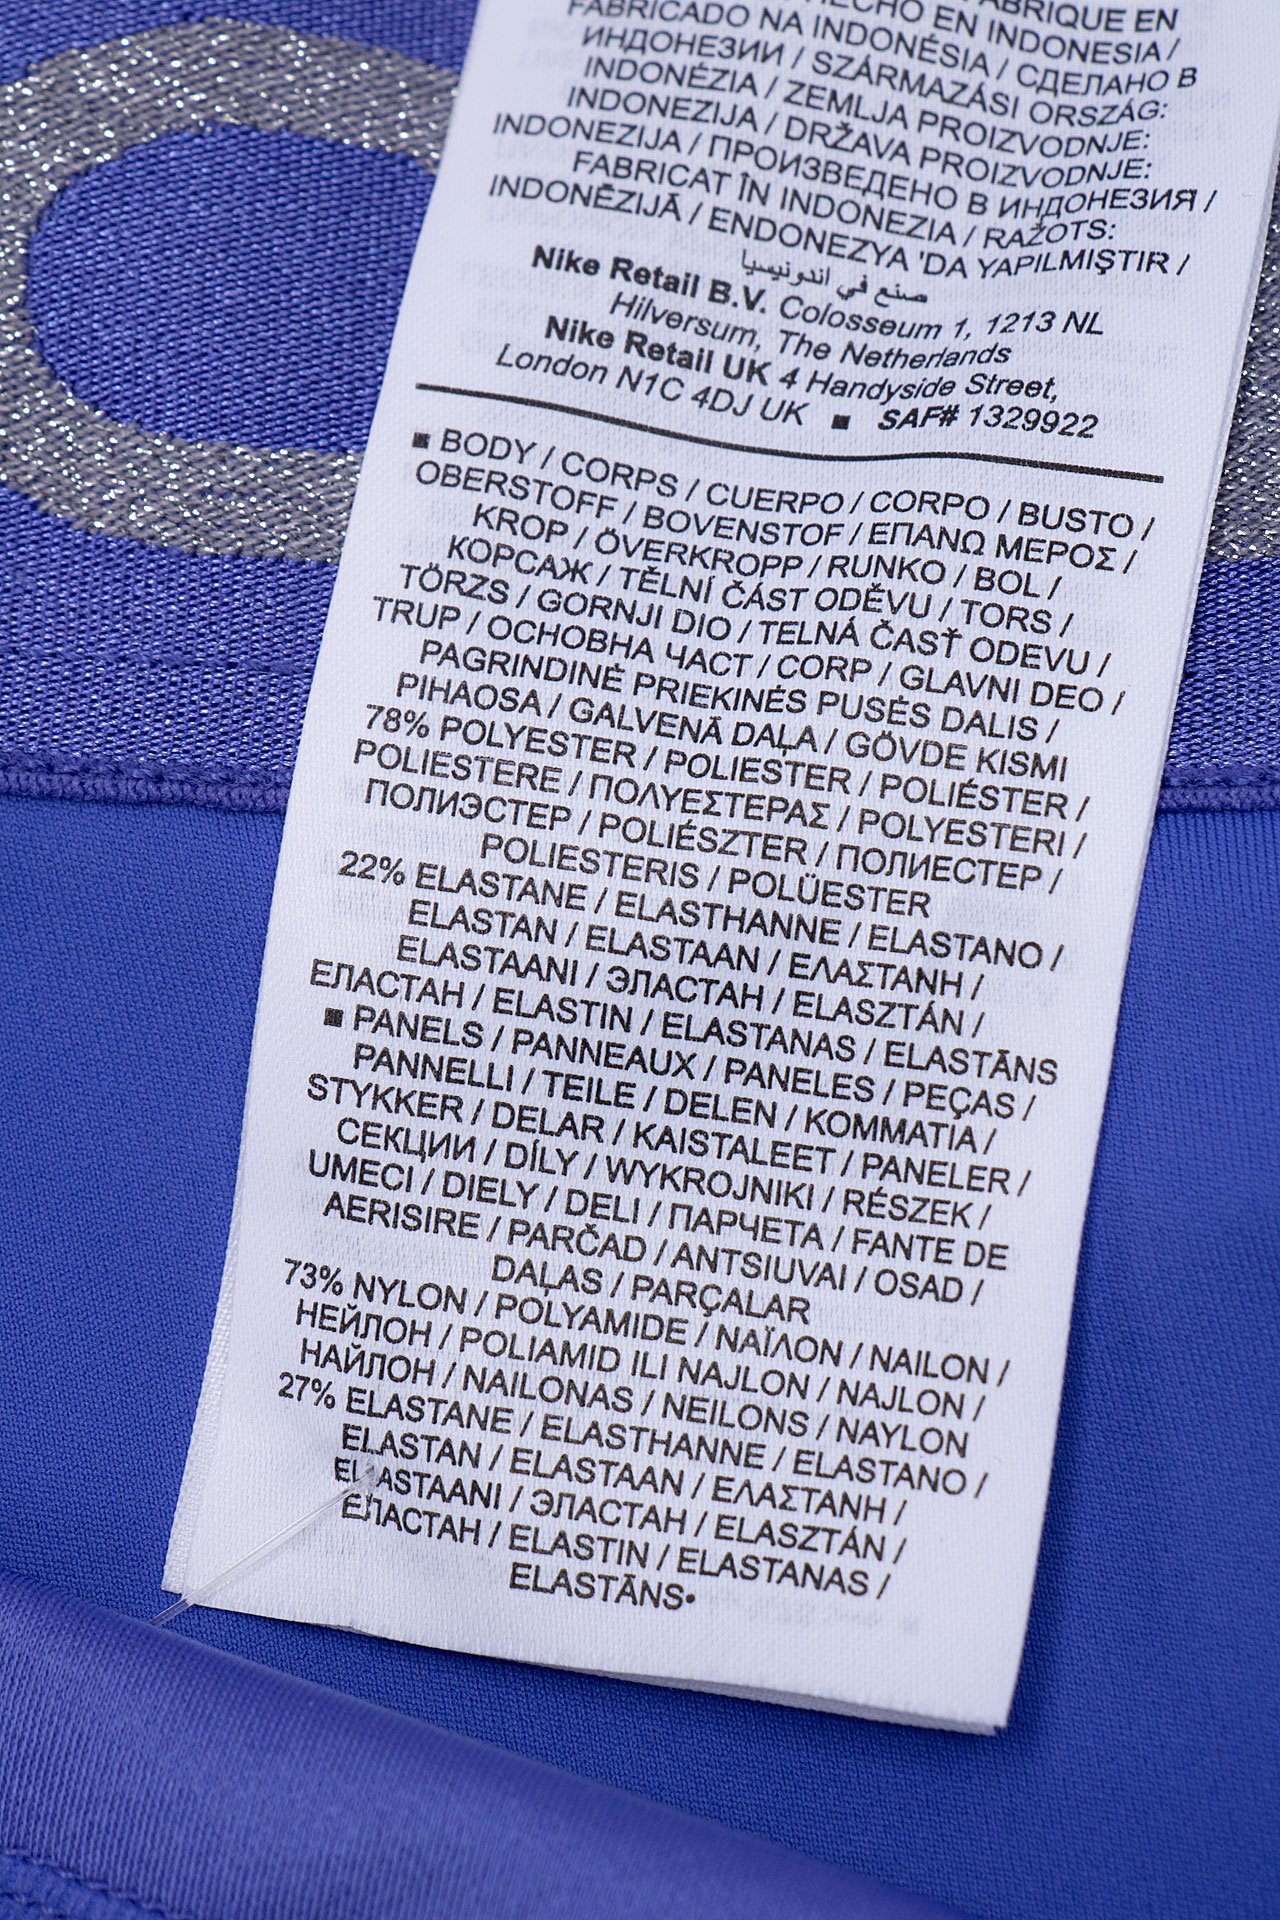 HECHO EN INDONESIA /
FABRIQUE EN
FABRICADO NA INDONÉSIA / СДЕЛАНО В
ИНДОНЕЗИИ / SZÁRMAZÁSI ORSZÁG:
INDONÉZIA / ZEMLJA PROIZVODNJE:
INDONEZIJA / DRŽAVA PROIZVODNJE:
INDONEZIJA / ПРОИЗВЕДЕНО В ИНДОНЕЗИЯ /
FABRICAT ÎN INDONEZIA / RAŽOTS:
INDONĒZIJĀ / ENDONEZYA 'DA YAPILMIŞTIR /
صنع في اندونيسيا
Nike Retail B.V. Colosseum 1, 1213 NL
Hilversum, The Netherlands
Nike Retail UK 4 Handyside Street,
London N1C 4DJ UK ■ SAF# 1329922
■ BODY / CORPS / CUERPO / CORPO / BUSTO /
OBERSTOFF / BOVENSTOF / ΕΠΑΝΩ ΜΕΡΟΣ /
KROP / ÖVERKROPP / RUNKO / BOL /
КОРСАЖ / TĚLNÍ ČÁST ODĚVU / TORS /
TÖRZS / GORNJI DIO / TELNÁ ČASŤ ODEVU /
TRUP / ОСНОВНА ЧАСТ / CORP / GLAVNI DEO /
PAGRINDINĖ PRIEKINĖS PUSĖS DALIS /
PIHAOSA / GALVENĀ DAĻA / GÖVDE KISMI
78% POLYESTER / POLIESTER / POLIÉSTER /
POLIESTERE / ΠΟΛΥΕΣΤΕΡΑΣ / POLYESTERI /
ПОЛИЭСТЕР / POLIÉSZTER / ПОЛИЕСТЕР /
POLIESTERIS / POLÜESTER
22% ELASTANE / ELASTHANNE / ELASTANO /
ELASTAN / ELASTAAN / ΕΛΑΣΤΑΝΗ /
ELASTAANI / ЭЛАСТАН / ELASZTÁN /
ЕЛАСТАН / ELASTIN / ELASTANAS / ELASTĀNS
■ PANELS / PANNEAUX / PANELES / PEÇAS /
PANNELLI / TEILE / DELEN / ΚΟΜΜΑΤΙΑ /
STYKKER / DELAR / KAISTALEET / PANELER /
СЕКЦИИ / DÍLY / WYKROJNIKI / RÉSZEK /
UMECI / DIELY / DELI / ПАРЧЕТА / FANTE DE
AERISIRE / PARČAD / ANTSIUVAI / OSAD /
DAĻAS / PARÇALAR
73% NYLON / POLYAMIDE / ΝΑΪΛΟΝ / NAILON /
НЕЙЛОН / POLIAMID ILI NAJLON / NAJLON /
НАЙЛОН / NAILONAS / NEILONS / NAYLON
27% ELASTANE / ELASTHANNE / ELASTANO /
ELASTAN / ELASTAAN / ΕΛΑΣΤΑΝΗ /
ELASTAANI / ЭЛАСТАН / ELASZTÁN /
ЕЛАСТАН / ELASTIN / ELASTANAS /
ELASTĀNS•